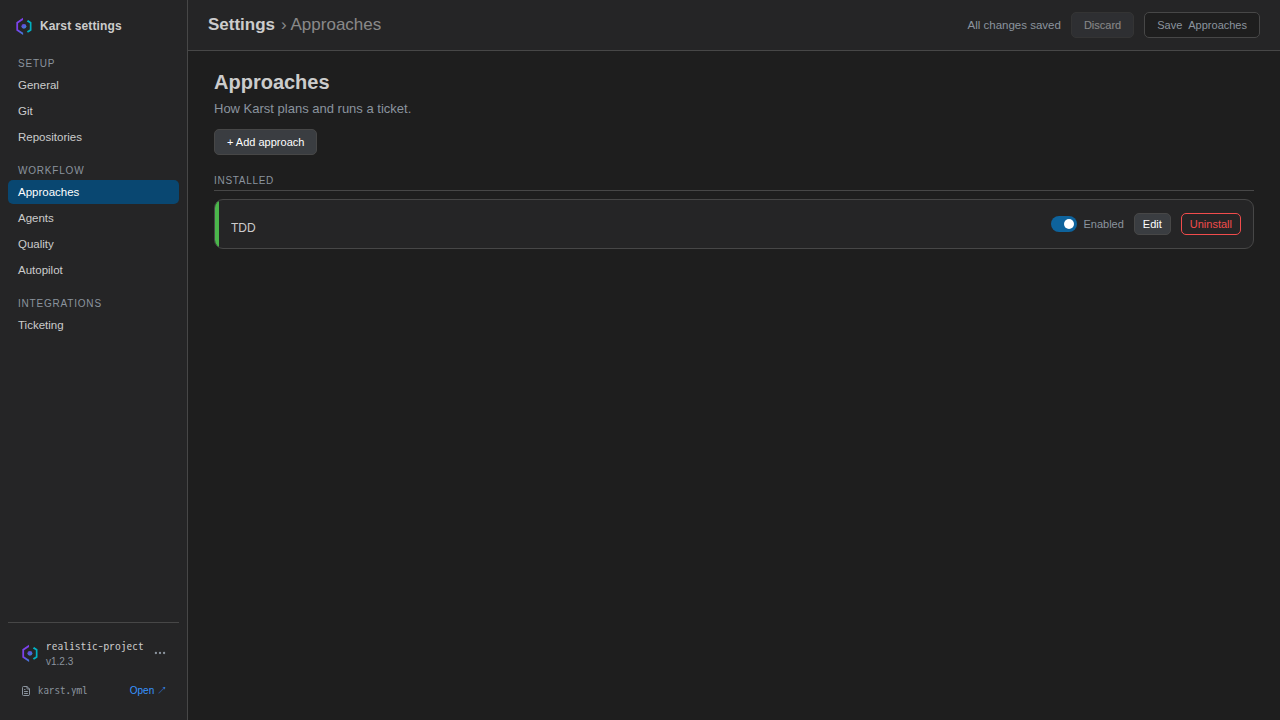 Karst settings
SETUP
General
Git
Repositories
WORKFLOW
Approaches
Agents
Quality
Autopilot
INTEGRATIONS
Ticketing
realistic-project
v1.2.3
karst.yml
Open ↗
Settings › Approaches
All changes saved
Discard
Save Approaches
Approaches
How Karst plans and runs a ticket.
+ Add approach
INSTALLED
TDD
Enabled
Edit
Uninstall